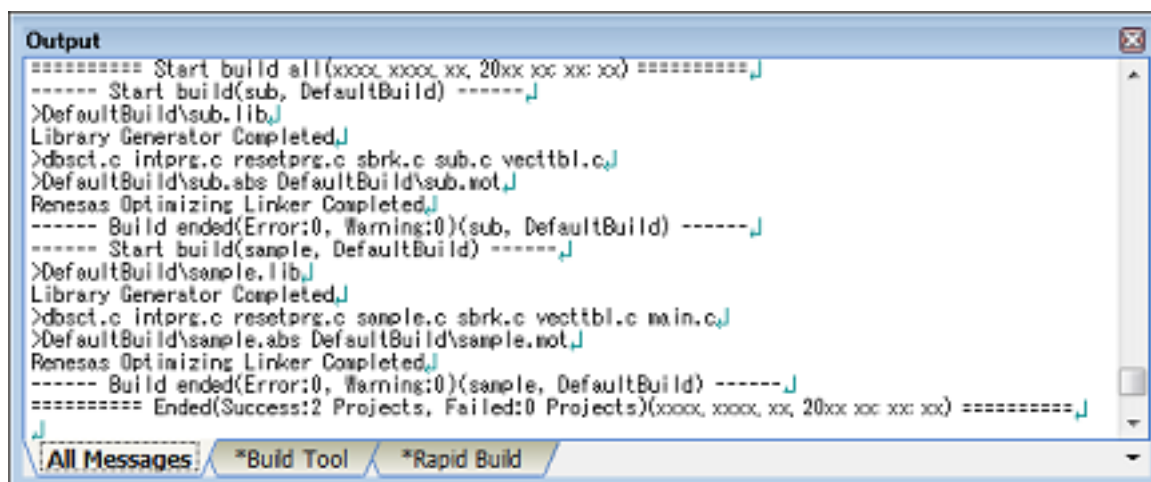 Output
========== Start build all(xxxx, xxxx, xx, 20xx xx: xx: xx) ==========
------ Start build(sub, DefaultBuild) ------
>DefaultBuild\sub.lib
Library Generator Completed
>dbsct.c intprg.c resetprg.c sbrk.c sub.c vecttbl.c
>DefaultBuild\sub.abs DefaultBuild\sub.mot
Renesas Optimizing Linker Completed
------ Build ended(Error:0, Warning:0)(sub, DefaultBuild) ------
------ Start build(sample, DefaultBuild) ------
>DefaultBuild\sample.lib
Library Generator Completed
>dbsct.c intprg.c resetprg.c sample.c sbrk.c vecttbl.c main.c
>DefaultBuild\sample.abs DefaultBuild\sample.mot
Renesas Optimizing Linker Completed
------ Build ended(Error:0, Warning:0)(sample, DefaultBuild) ------
========== Ended(Success:2 Projects, Failed:0 Projects)(xxxx, xxxx, xx, 20xx xx: xx: xx) ==========
All Messages *Build Tool *Rapid Build